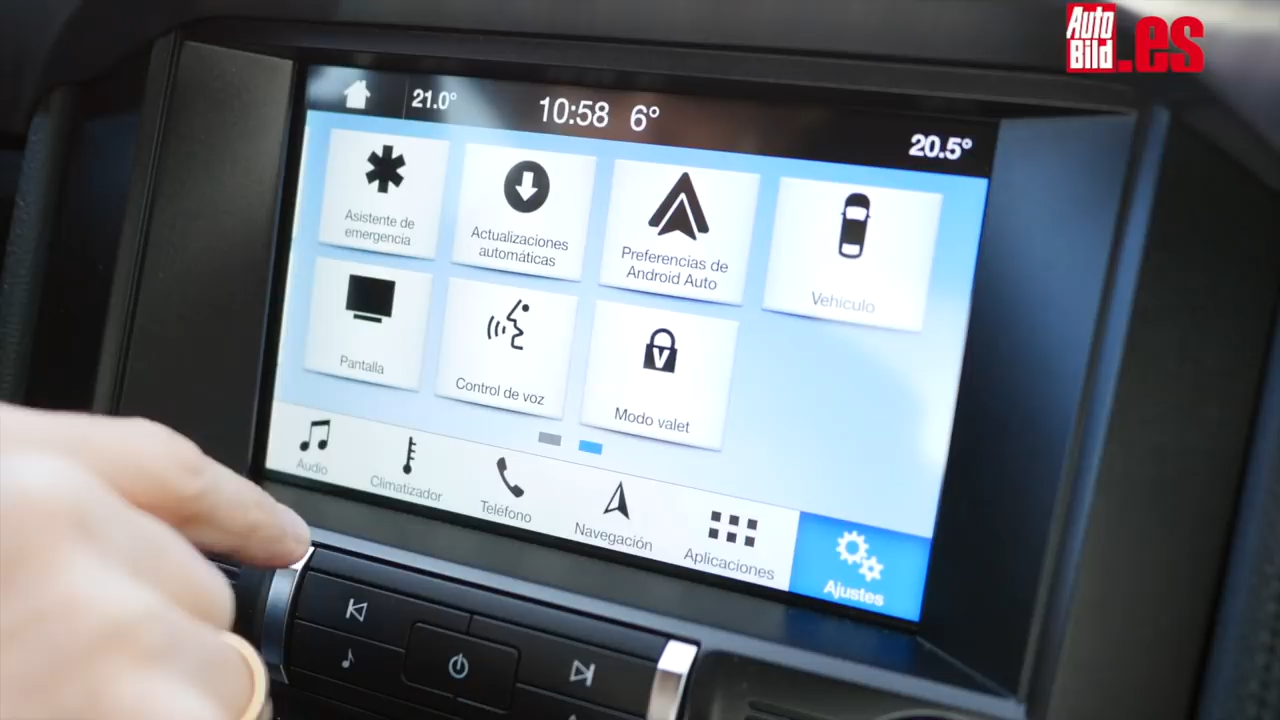 Auto
Bild
.es
21.0°
10:58 6°
20.5°
Asistente de
emergencia
Actualizaciones
automáticas
Preferencias de
Android Auto
Vehículo
Pantalla
Control de voz
V
Modo valet
Audio
Climatizador
Teléfono
Navegación
Aplicaciones
Ajustes